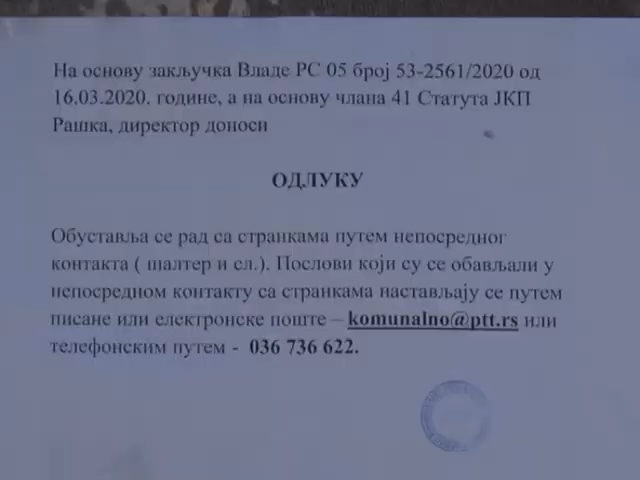 На основу закључка Владе РС 05 број 53-2561/2020 од
16.03.2020. године, а на основу члана 41 Статута ЈКП
Рашка, директор доноси
ОДЛУКУ
Обуставља се рад са странкама путем непосредног
контакта ( шалтер и сл.). Послови који су се обављали у
непосредном контакту са странкама настављају се путем
писане или електронске поште – komunalno@ptt.rs или
телефонским путем - 036 736 622.